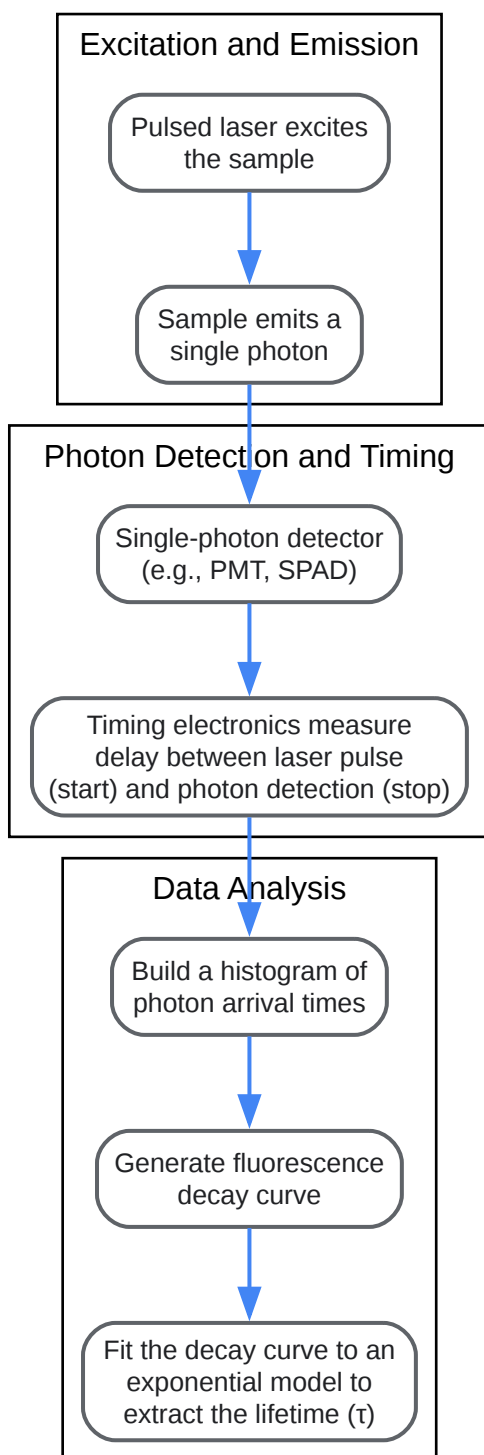 Excitation and Emission
Pulsed laser excites
the sample
Sample emits a
single photon
Photon Detection and Timing
Single-photon detector
(e.g., PMT, SPAD)
Timing electronics measure
delay between laser pulse
(start) and photon detection (stop)
Data Analysis
Build a histogram of
photon arrival times
Generate fluorescence
decay curve
Fit the decay curve to an
exponential model to
extract the lifetime (τ)